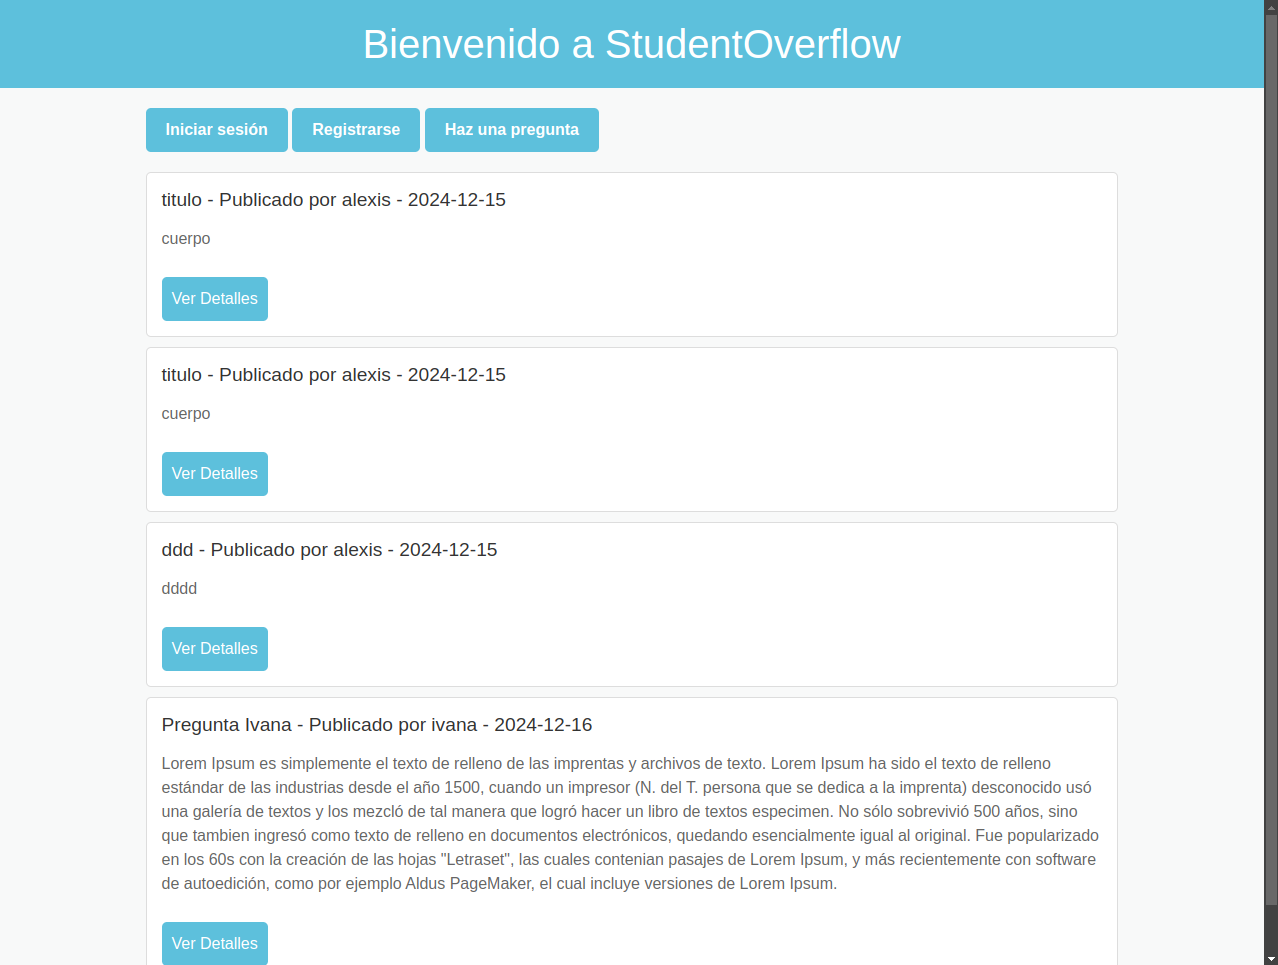 Bienvenido a StudentOverflow
Iniciar sesión Registrarse Haz una pregunta
titulo - Publicado por alexis - 2024-12-15
cuerpo
Ver Detalles
titulo - Publicado por alexis - 2024-12-15
cuerpo
Ver Detalles
ddd - Publicado por alexis - 2024-12-15
dddd
Ver Detalles
Pregunta Ivana - Publicado por ivana - 2024-12-16
Lorem Ipsum es simplemente el texto de relleno de las imprentas y archivos de texto. Lorem Ipsum ha sido el texto de relleno
estándar de las industrias desde el año 1500, cuando un impresor (N. del T. persona que se dedica a la imprenta) desconocido usó
una galería de textos y los mezcló de tal manera que logró hacer un libro de textos especimen. No sólo sobrevivió 500 años, sino
que tambien ingresó como texto de relleno en documentos electrónicos, quedando esencialmente igual al original. Fue popularizado
en los 60s con la creación de las hojas "Letraset", las cuales contenian pasajes de Lorem Ipsum, y más recientemente con software
de autoedición, como por ejemplo Aldus PageMaker, el cual incluye versiones de Lorem Ipsum.
Ver Detalles